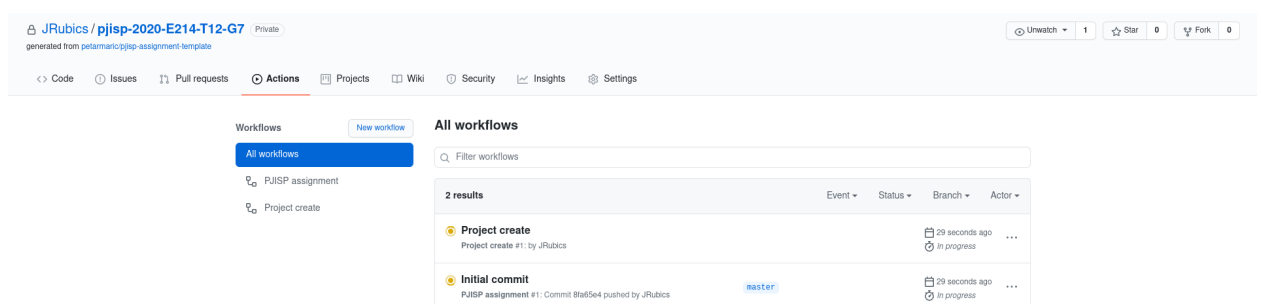 JRubics / pjisp-2020-E214-T12-G7 Private
Unwatch 1 Star 0 Fork 0
generated from petarmaric/pjisp-assignment-template
Code Issues Pull requests Actions Projects Wiki Security Insights Settings
Workflows New workflow
All workflows
PJISP assignment
Project create
All workflows
Filter workflows
2 results Event Status Branch Actor
Project create
Project create #1: by JRubics
29 seconds ago
In progress
Initial commit
PJISP assignment #1: Commit 8fa65e4 pushed by JRubics
master
29 seconds ago
In progress